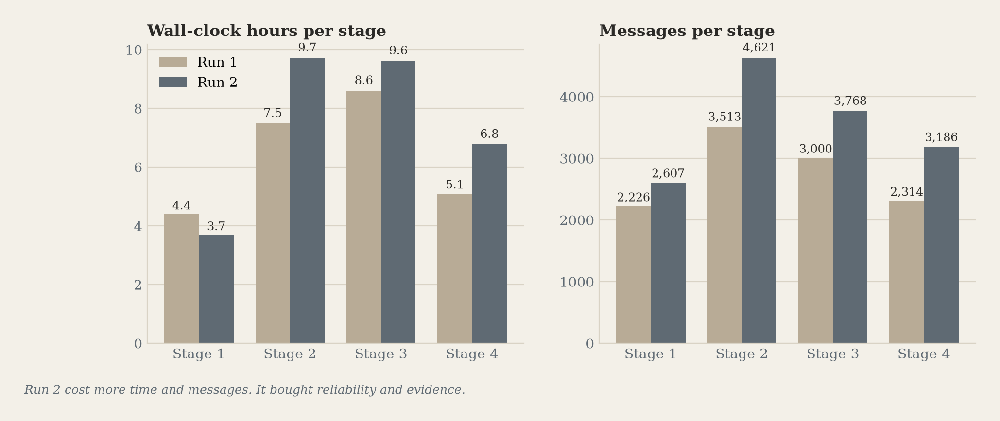 Wall-clock hours per stage
10
8
6
4
2
0
Run 1
Run 2
4.4
3.7
7.5
9.7
8.6
9.6
5.1
6.8
Stage 1
Stage 2
Stage 3
Stage 4
Messages per stage
4000
3000
2000
1000
0
2,226
2,607
3,513
4,621
3,000
3,768
2,314
3,186
Stage 1
Stage 2
Stage 3
Stage 4
Run 2 cost more time and messages. It bought reliability and evidence.